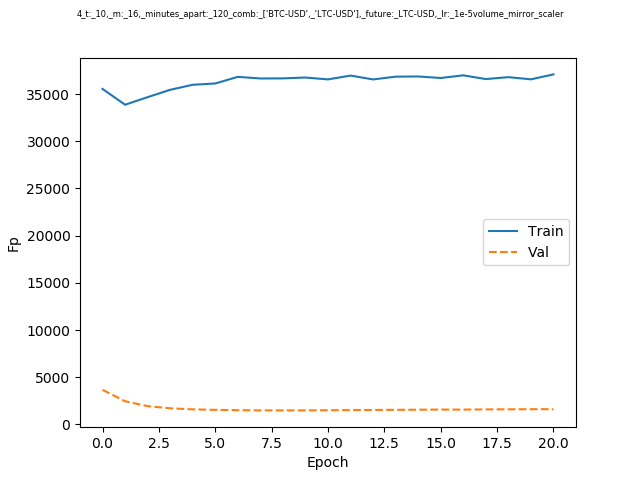 4_t:_10,_m:_16,_minutes_apart:_120_comb:_['BTC-USD',_'LTC-USD'],_future:_LTC-USD,_lr:_1e-5volume_mirror_scaler
35000
30000
25000
20000
15000
10000
5000
0
Fp
Train
Val
0.0 2.5 5.0 7.5 10.0 12.5 15.0 17.5 20.0
Epoch